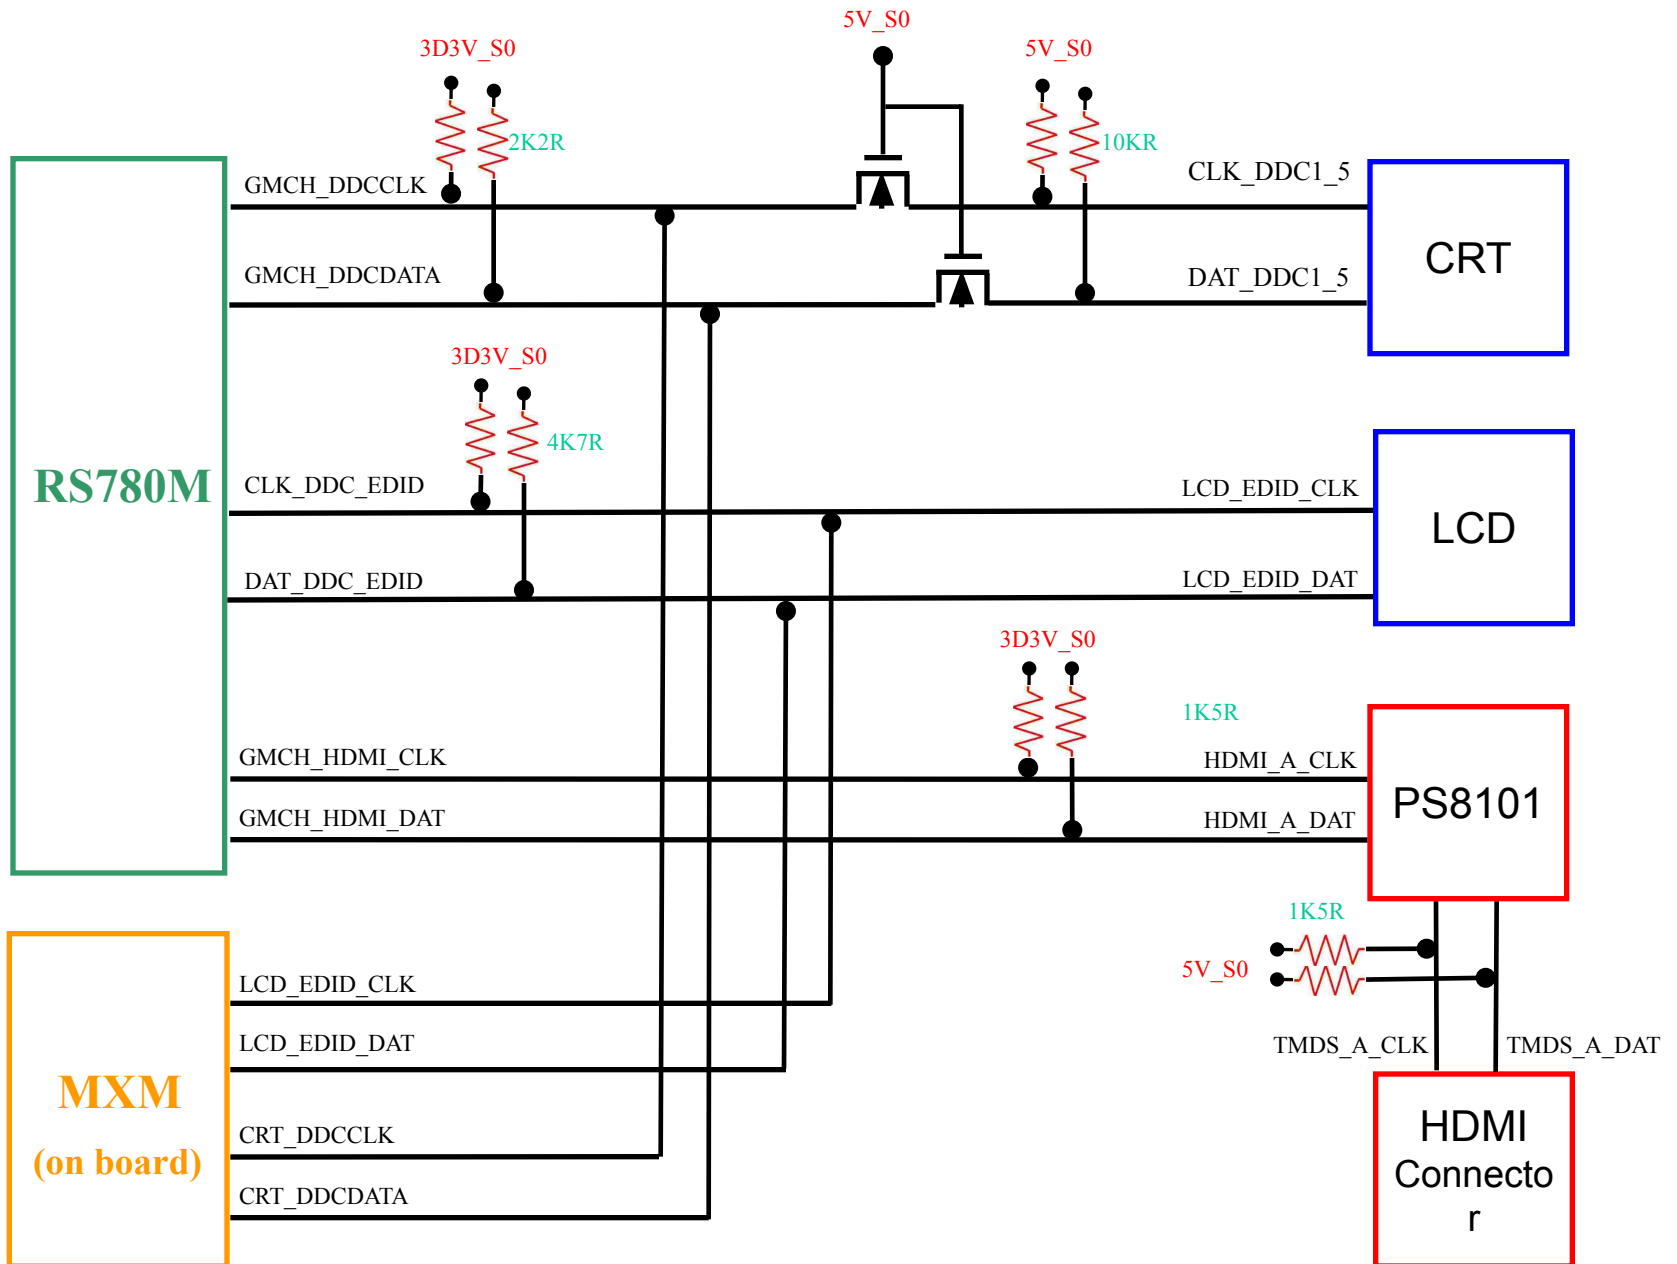 5V_S0
3D3V_S0
5V_S0
2K2R
10KR
GMCH_DDCCLK
CLK_DDC1_5
CRT
GMCH_DDCDATA
DAT_DDC1_5
3D3V_S0
4K7R
RS780M
CLK_DDC_EDID
LCD_EDID_CLK
LCD
DAT_DDC_EDID
LCD_EDID_DAT
3D3V_S0
1K5R
GMCH_HDMI_CLK
HDMI_A_CLK
PS8101
GMCH_HDMI_DAT
HDMI_A_DAT
1K5R
5V_S0
LCD_EDID_CLK
LCD_EDID_DAT
TMDS_A_CLK
TMDS_A_DAT
MXM
(on board)
CRT_DDCCLK
CRT_DDCDATA
HDMI
Connecto
r